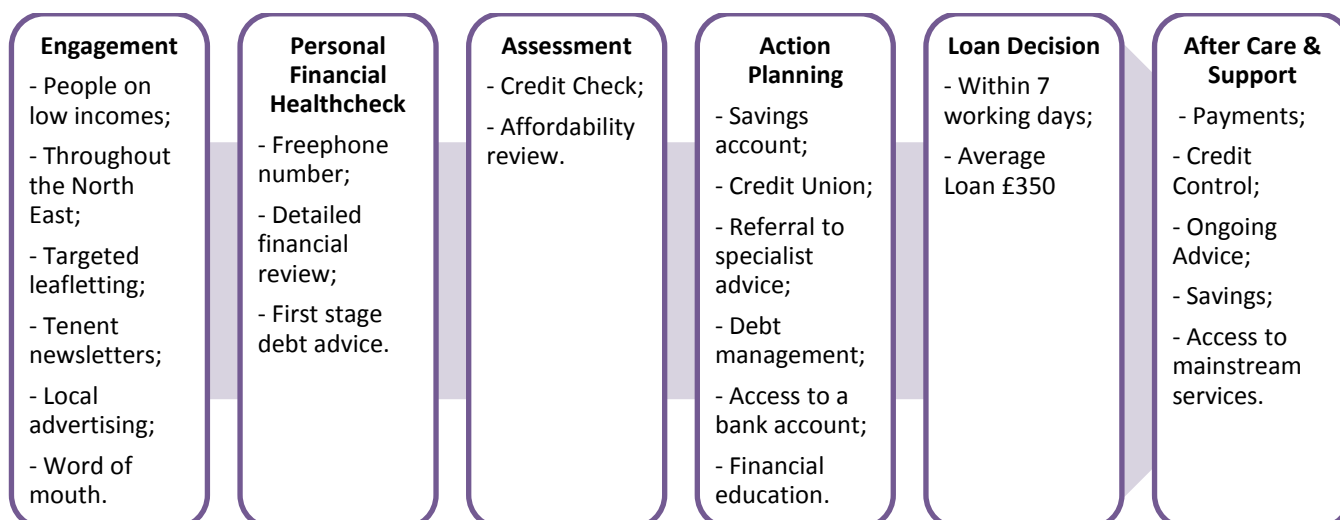 Engagement
- People on
low incomes;
- Throughout
the North
East;
- Targeted
leafletting;
- Tenent
newsletters;
- Local
advertising;
- Word of
mouth.
Personal
Financial
Healthcheck
- Freephone
number;
- Detailed
financial
review;
- First stage
debt advice.
Assessment
- Credit Check;
- Affordability
review.
Action
Planning
- Savings
account;
- Credit Union;
- Referral to
specialist
advice;
- Debt
management;
- Access to a
bank account;
- Financial
education.
Loan Decision
- Within 7
working days;
- Average
Loan £350
After Care &
Support
- Payments;
- Credit
Control;
- Ongoing
Advice;
- Savings;
- Access to
mainstream
services.